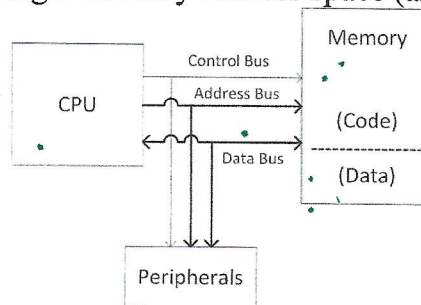 Memory
Control Bus
CPU
Address Bus
(Code)
Data Bus
(Data)
Peripherals